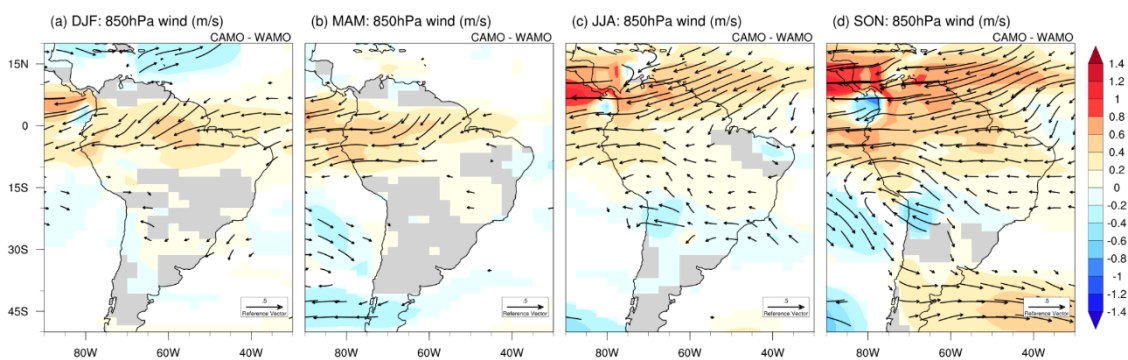 (a) DJF: 850hPa wind (m/s)
CAMO - WAMO
(b) MAM: 850hPa wind (m/s)
CAMO - WAMO
(c) JJA: 850hPa wind (m/s)
CAMO - WAMO
(d) SON: 850hPa wind (m/s)
CAMO - WAMO
15N
0
15S
30S
45S
.5
Reference Vector
.5
Reference Vector
.5
Reference Vector
.5
Reference Vector
80W 60W 40W
80W 60W 40W
80W 60W 40W
80W 60W 40W
1.4
1.2
1
0.8
0.6
0.4
0.2
0
-0.2
-0.4
-0.6
-0.8
-1
-1.2
-1.4